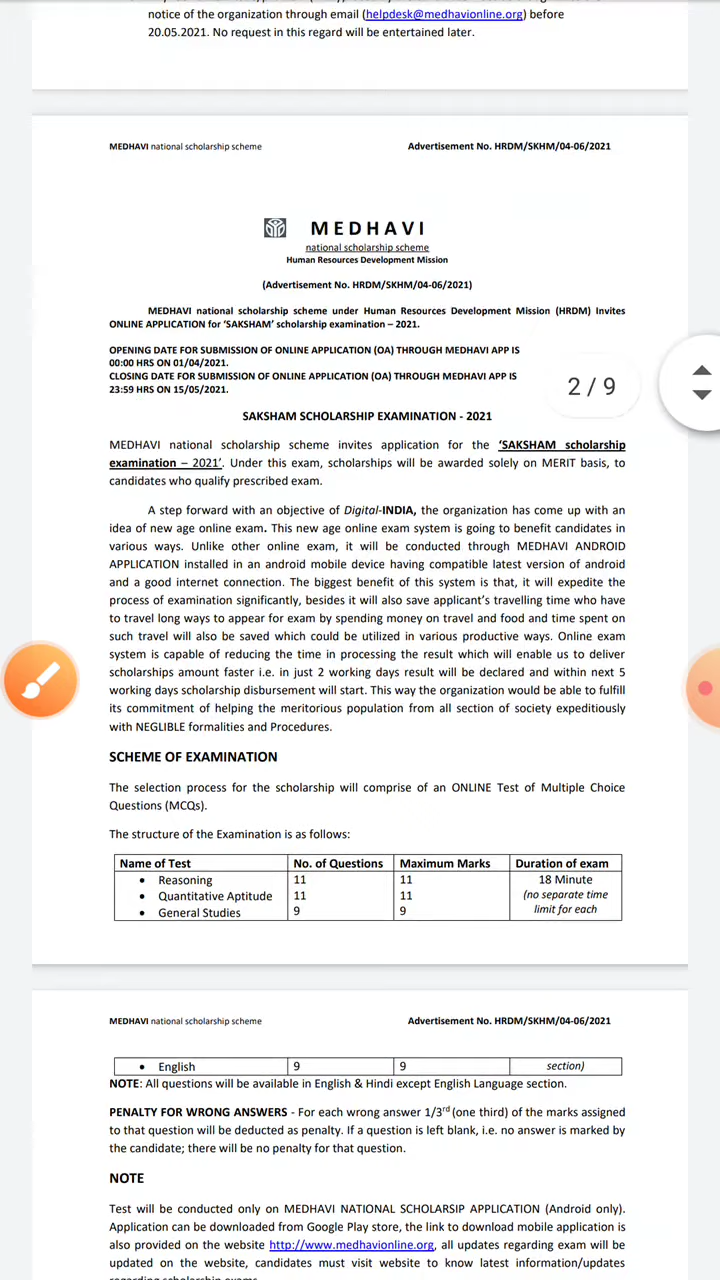 notice of the organization through email (helpdesk@medhavionline.org) before
20.05.2021. No request in this regard will be entertained later.
MEDHAVI national scholarship scheme Advertisement No. HRDM/SKHM/04-06/2021
MEDHAVI
national scholarship scheme
Human Resources Development Mission
(Advertisement No. HRDM/SKHM/04-06/2021)
MEDHAVI national scholarship scheme under Human Resources Development Mission (HRDM) Invites
ONLINE APPLICATION for ‘SAKSHAM’ scholarship examination – 2021.
OPENING DATE FOR SUBMISSION OF ONLINE APPLICATION (OA) THROUGH MEDHAVI APP IS
00:00 HRS ON 01/04/2021.
CLOSING DATE FOR SUBMISSION OF ONLINE APPLICATION (OA) THROUGH MEDHAVI APP IS
23:59 HRS ON 15/05/2021.
2 / 9
SAKSHAM SCHOLARSHIP EXAMINATION - 2021
MEDHAVI national scholarship scheme invites application for the ‘SAKSHAM scholarship
examination – 2021’. Under this exam, scholarships will be awarded solely on MERIT basis, to
candidates who qualify prescribed exam.
A step forward with an objective of Digital-INDIA, the organization has come up with an
idea of new age online exam. This new age online exam system is going to benefit candidates in
various ways. Unlike other online exam, it will be conducted through MEDHAVI ANDROID
APPLICATION installed in an android mobile device having compatible latest version of android
and a good internet connection. The biggest benefit of this system is that, it will expedite the
process of examination significantly, besides it will also save applicant’s travelling time who have
to travel long ways to appear for exam by spending money on travel and food and time spent on
such travel will also be saved which could be utilized in various productive ways. Online exam
system is capable of reducing the time in processing the result which will enable us to deliver
scholarships amount faster i.e. in just 2 working days result will be declared and within next 5
working days scholarship disbursement will start. This way the organization would be able to fulfill
its commitment of helping the meritorious population from all section of society expeditiously
with NEGLIBLE formalities and Procedures.
SCHEME OF EXAMINATION
The selection process for the scholarship will comprise of an ONLINE Test of Multiple Choice
Questions (MCQs).
The structure of the Examination is as follows:
Name of Test No. of Questions Maximum Marks Duration of exam
• Reasoning 11 11 18 Minute
• Quantitative Aptitude 11 11 (no separate time
• General Studies 9 9 limit for each
MEDHAVI national scholarship scheme Advertisement No. HRDM/SKHM/04-06/2021
• English 9 9 section)
NOTE: All questions will be available in English & Hindi except English Language section.
PENALTY FOR WRONG ANSWERS - For each wrong answer 1/3rd (one third) of the marks assigned
to that question will be deducted as penalty. If a question is left blank, i.e. no answer is marked by
the candidate; there will be no penalty for that question.
NOTE
Test will be conducted only on MEDHAVI NATIONAL SCHOLARSIP APPLICATION (Android only).
Application can be downloaded from Google Play store, the link to download mobile application is
also provided on the website http://www.medhavionline.org, all updates regarding exam will be
updated on the website, candidates must visit website to know latest information/updates